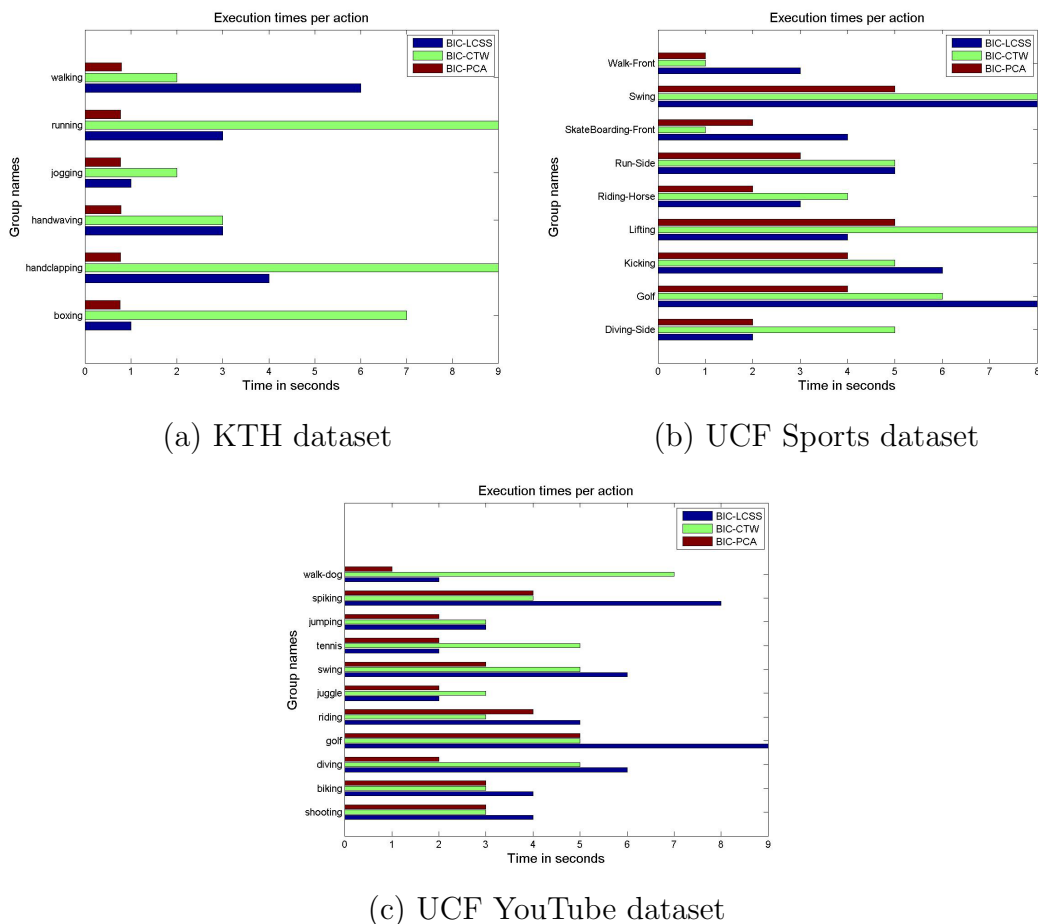 Execution times per action
BIC-LCSS
BIC-CTW
BIC-PCA
Group names
walking
running
jogging
handwaving
handclapping
boxing
0 1 2 3 4 5 6 7 8 9
Time in seconds
(a) KTH dataset
Execution times per action
BIC-LCSS
BIC-CTW
BIC-PCA
Group names
Walk-Front
Swing
SkateBoarding-Front
Run-Side
Riding-Horse
Lifting
Kicking
Golf
Diving-Side
0 1 2 3 4 5 6 7 8
Time in seconds
(b) UCF Sports dataset
Execution times per action
BIC-LCSS
BIC-CTW
BIC-PCA
Group names
walk-dog
spiking
jumping
tennis
swing
juggle
riding
golf
diving
biking
shooting
0 1 2 3 4 5 6 7 8 9
Time in seconds
(c) UCF YouTube dataset